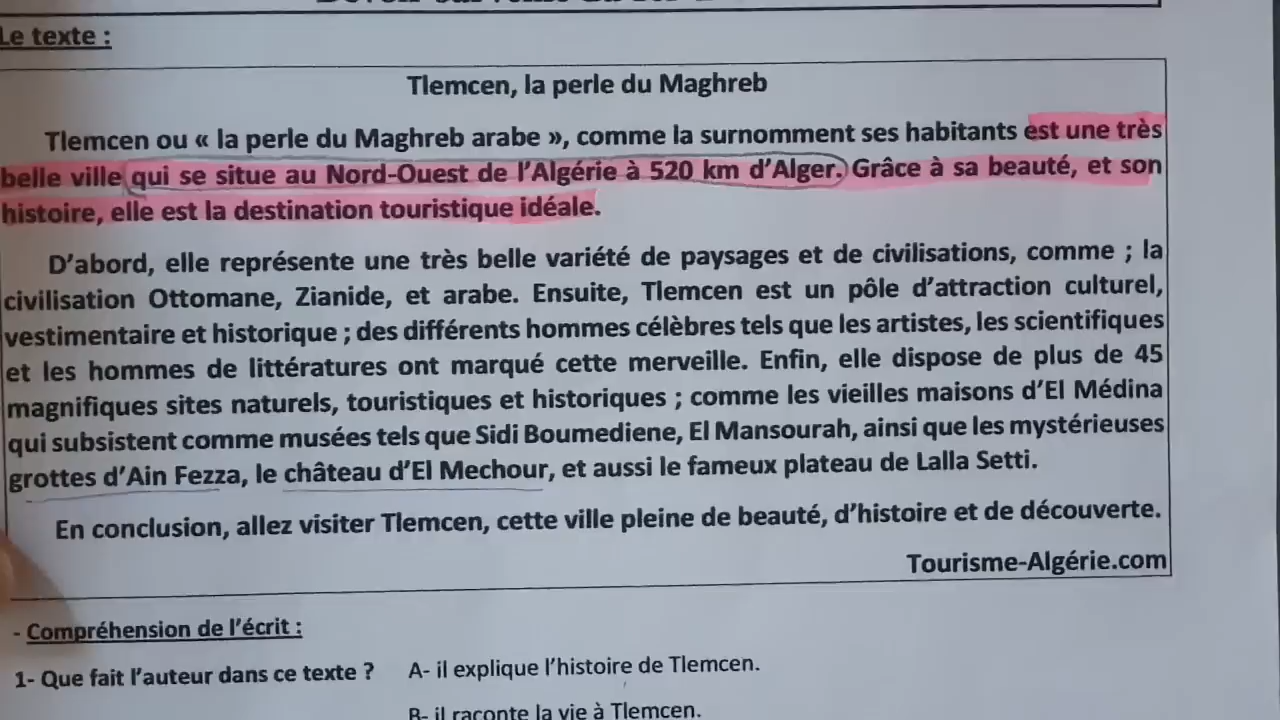 Le texte :
Tlemcen, la perle du Maghreb
Tlemcen ou « la perle du Maghreb arabe », comme la surnomment ses habitants est une très
belle ville qui se situe au Nord-Ouest de l'Algérie à 520 km d'Alger. Grâce à sa beauté, et son
histoire, elle est la destination touristique idéale.
D'abord, elle représente une très belle variété de paysages et de civilisations, comme ; la
civilisation Ottomane, Zianide, et arabe. Ensuite, Tlemcen est un pôle d'attraction culturel,
vestimentaire et historique ; des différents hommes célèbres tels que les artistes, les scientifiques
et les hommes de littératures ont marqué cette merveille. Enfin, elle dispose de plus de 45
magnifiques sites naturels, touristiques et historiques ; comme les vieilles maisons d'El Médina
qui subsistent comme musées tels que Sidi Boumediene, El Mansourah, ainsi que les mystérieuses
grottes d'Ain Fezza, le château d'El Mechour, et aussi le fameux plateau de Lalla Setti.
En conclusion, allez visiter Tlemcen, cette ville pleine de beauté, d'histoire et de découverte.
Tourisme-Algérie.com
- Compréhension de l'écrit :
1- Que fait l'auteur dans ce texte ? A- il explique l'histoire de Tlemcen.
B- il raconte la vie à Tlemcen.